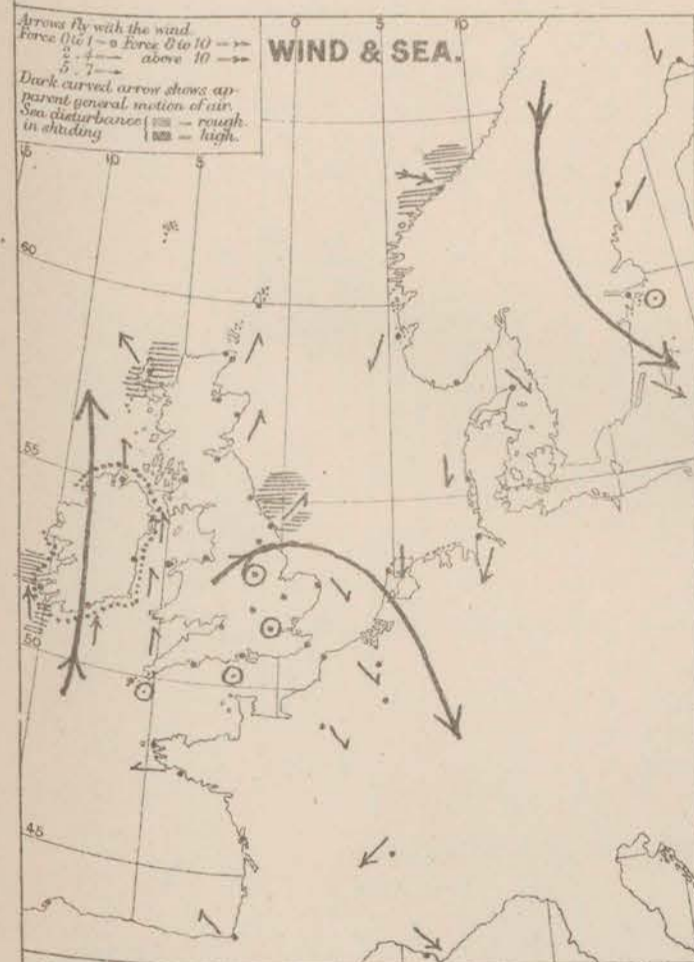 Arrows fly with the wind.
Force 0 to 1 – o Force 8 to 10 –
2 . 4 – above 10 –
5 . 7 –
Dark curved arrow shows ap-
parent general motion of air.
Sea disturbance { – rough.
in shading { – high.
WIND & SEA.
0
10
15
10
5
60
55
50
45